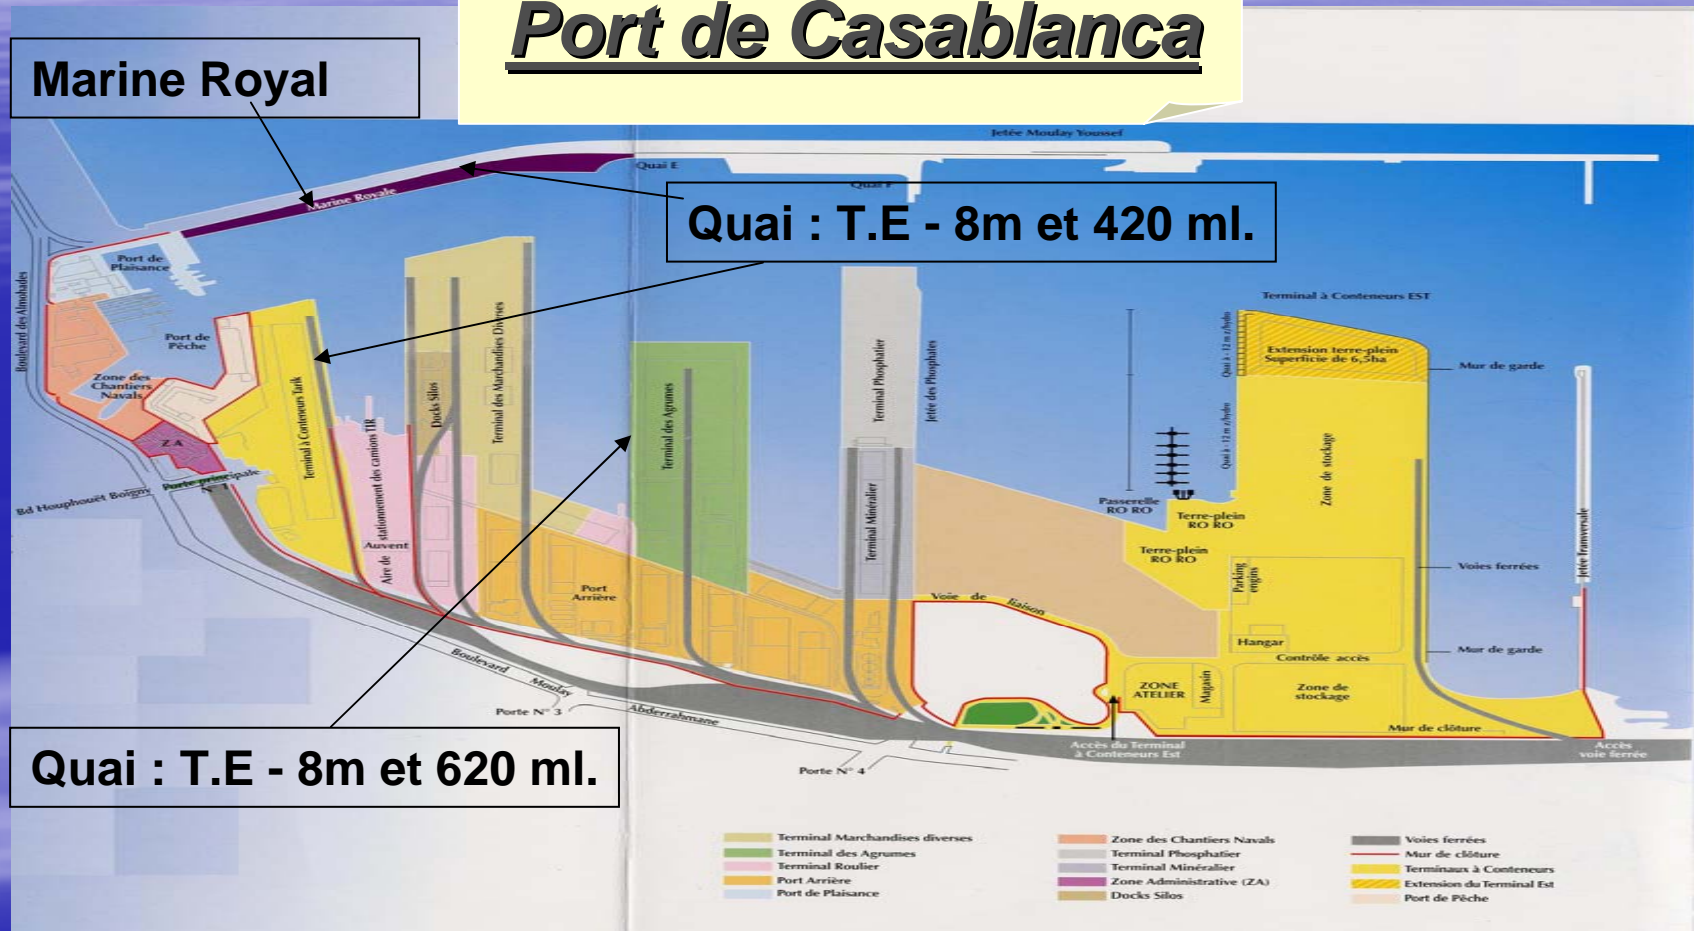 Port de Casablanca
Marine Royal
Jetée Moulay Youssef
Quai E
Quai F
Marine Royale
Quai : T.E - 8m et 420 ml.
Port de
Plaisance
Boulevard des Almohades
Port de
Pêche
Zone des
Chantiers
Navals
Z A
Porte principale
N° 1
Bd Houphouët Boigny
Terminal à Conteneurs Tarik
Aire de stationnement des camions TIR
Auvent
Docks Silos
Terminal des Marchandises Diverses
Terminal des Agrumes
Terminal Phosphatier
Jetée des Phosphates
Terminal Minéralier
Port
Arrière
Voie de liaison
Terminal à Conteneurs EST
Extension terre-plein
Superficie de 6,5ha
Quai à - 12 m z/hydro
Quai à - 12 m z/hydro
Mur de garde
Zone de stockage
Passerelle
RO RO
Terre-plein
RO RO
Terre-plein
RO RO
Parking
engins
Voies ferrées
Jetée Transversale
Hangar
Contrôle accès
Mur de garde
ZONE
ATELIER
Magasin
Zone de
stockage
Mur de clôture
Boulevard Moulay Abderrahmane
Porte N° 3
Accès du Terminal
à Conteneurs Est
Accès
voie ferrée
Porte N° 4
Quai : T.E - 8m et 620 ml.
Terminal Marchandises diverses
Terminal des Agrumes
Terminal Roulier
Port Arrière
Port de Plaisance
Zone des Chantiers Navals
Terminal Phosphatier
Terminal Minéralier
Zone Administrative (ZA)
Docks Silos
Voies ferrées
Mur de clôture
Terminaux à Conteneurs
Extension du Terminal Est
Port de Pêche